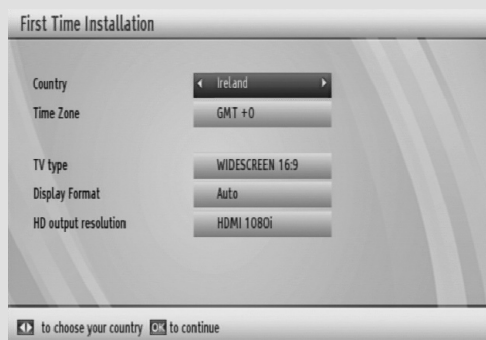 First Time Installation
Country Ireland
Time Zone GMT +0
TV type WIDESCREEN 16:9
Display Format Auto
HD output resolution HDMI 1080i
to choose your country OK to continue